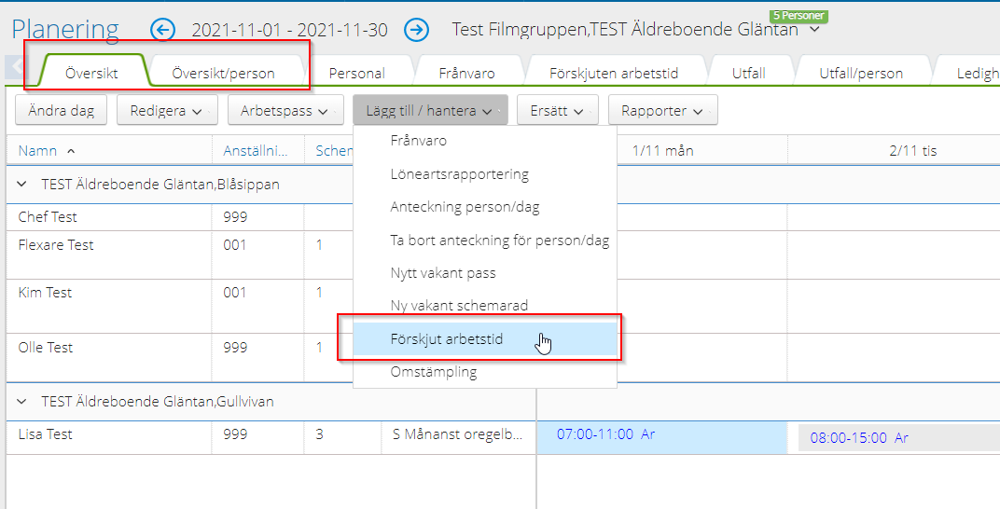 Planering 2021-11-01 - 2021-11-30 Test Filmgruppen,TEST Äldreboende Gläntan 5 Personer
Översikt Översikt/person Personal Frånvaro Förskjuten arbetstid Utfall Utfall/person Ledigh
Ändra dag Redigera Arbetspass Lägg till / hantera Ersätt Rapporter
Namn Anställni... Schem 1/11 mån 2/11 tis
Frånvaro
Löneartsrapportering
Anteckning person/dag
Ta bort anteckning för person/dag
Nytt vakant pass
Ny vakant schemarad
Förskjut arbetstid
Omstämpling
TEST Äldreboende Gläntan,Blåsippan
Chef Test 999
Flexare Test 001 1
Kim Test 001 1
Olle Test 999 1
TEST Äldreboende Gläntan,Gullvivan
Lisa Test 999 3 S Månanst oregelb... 07:00-11:00 Ar 08:00-15:00 Ar